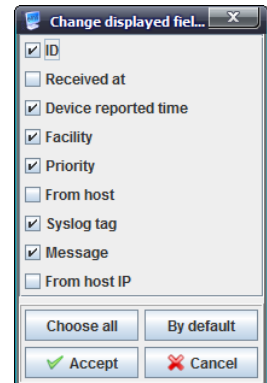 Change displayed fiel...
ID
Received at
Device reported time
Facility
Priority
From host
Syslog tag
Message
From host IP
Choose all
By default
Accept
Cancel